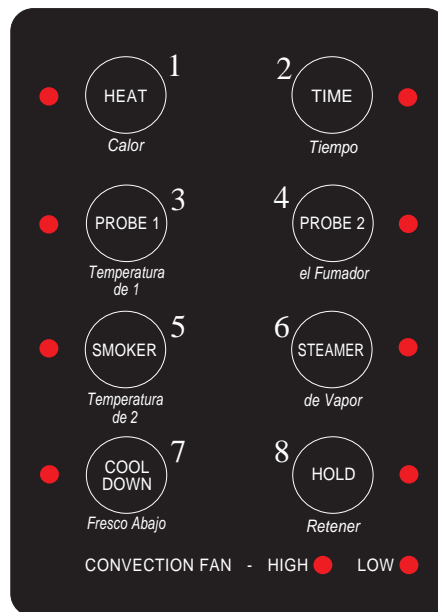 1 2
HEAT TIME
Calor Tiempo
3 4
PROBE 1 PROBE 2
Temperatura
de 1
el Fumador
5 6
SMOKER STEAMER
Temperatura
de 2
de Vapor
7 8
COOL
DOWN
HOLD
Fresco Abajo Retener
CONVECTION FAN - HIGH LOW